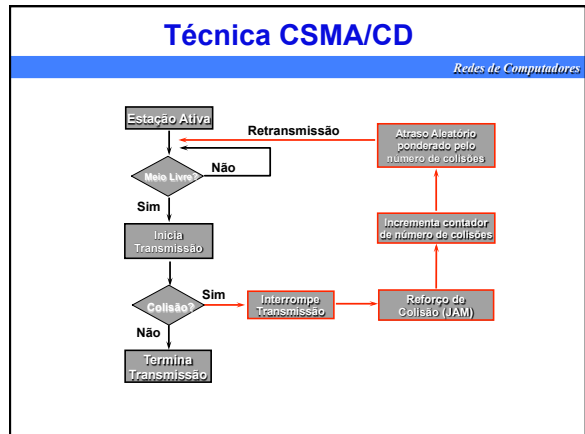 Técnica CSMA/CD
Redes de Computadores
Estação Ativa
Retransmissão
Atraso Aleatório
ponderado pelo
número de colisões
Meio Livre?
Não
Sim
Inicia
Transmissão
Incrementa contador
de número de colisões
Colisão?
Sim
Interrompe
Transmissão
Reforço de
Colisão (JAM)
Não
Termina
Transmissão